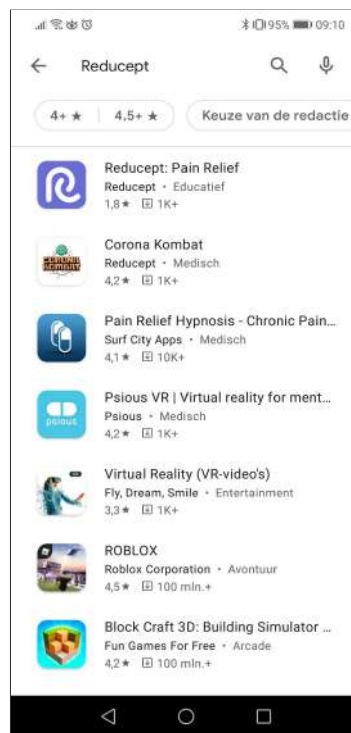 95% 09:10
Reducept
4+ ★ 4,5+ ★ Keuze van de redactie
Reducept: Pain Relief
Reducept • Educatief
1,8★ 1K+
CORONA KOMBAT
Corona Kombat
Reducept • Medisch
4,2★ 1K+
Pain Relief Hypnosis - Chronic Pain...
Surf City Apps • Medisch
4,1★ 10K+
psious
Psious VR | Virtual reality for ment...
Psious • Medisch
4,2★ 1K+
Virtual Reality (VR-video's)
Fly, Dream, Smile • Entertainment
3,3★ 1K+
ROBLOX
Roblox Corporation • Avontuur
4,5★ 100 mln.+
Block Craft 3D: Building Simulator ...
Fun Games For Free • Arcade
4,2★ 100 mln.+